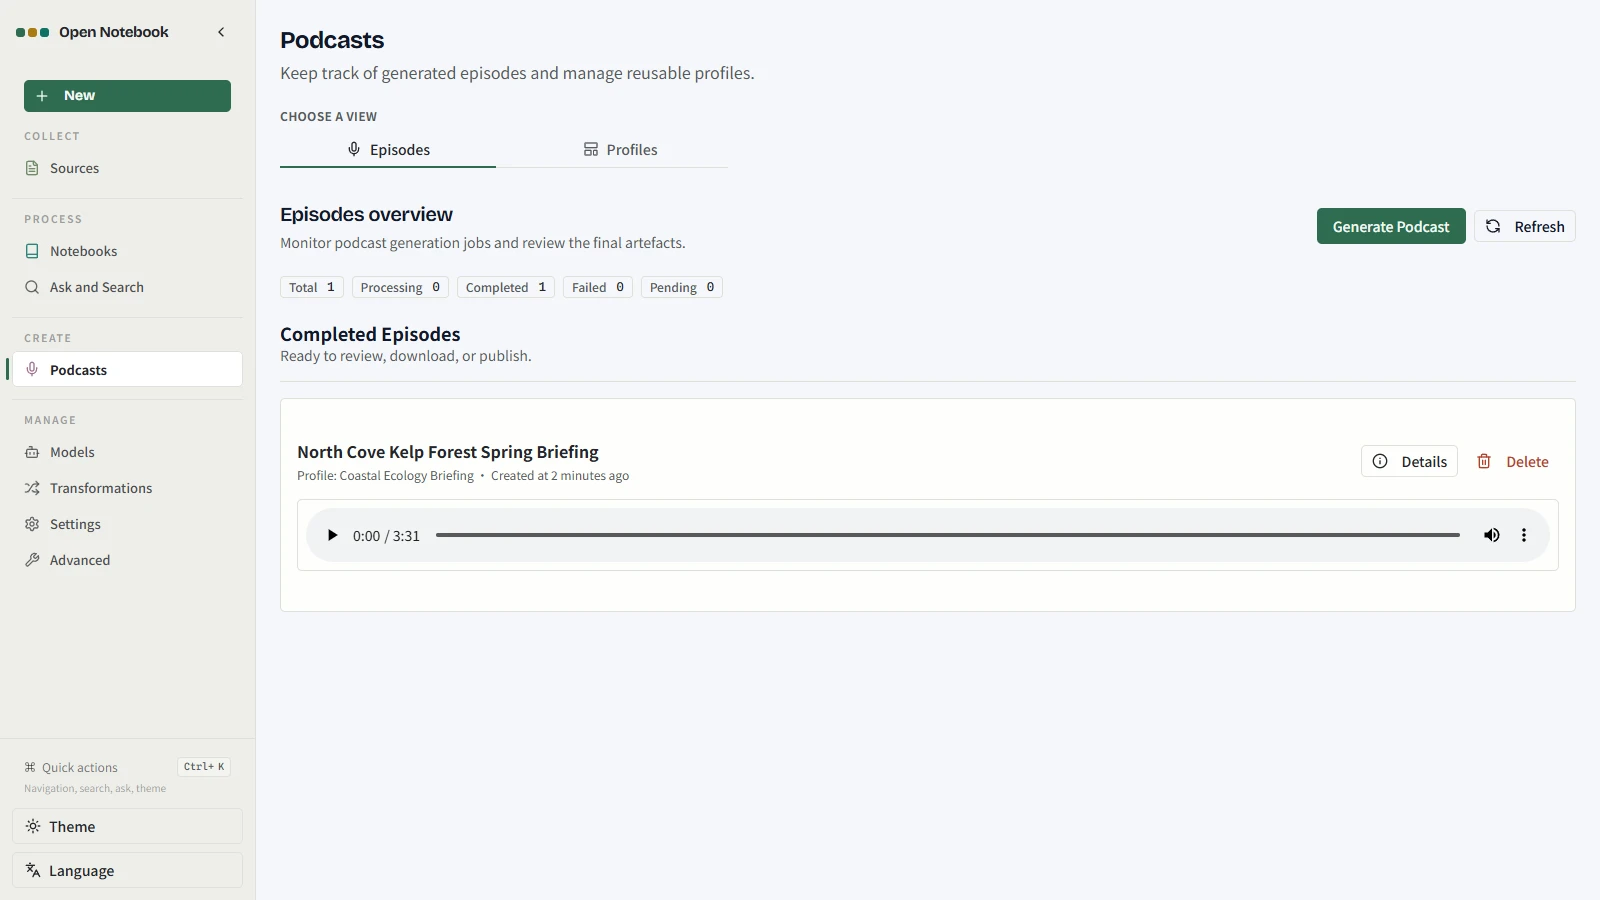 Open Notebook
New
COLLECT
Sources
PROCESS
Notebooks
Ask and Search
CREATE
Podcasts
MANAGE
Models
Transformations
Settings
Advanced
⌘ Quick actions Ctrl+ K
Navigation, search, ask, theme
Theme
Language
Podcasts
Keep track of generated episodes and manage reusable profiles.
CHOOSE A VIEW
Episodes Profiles
Episodes overview
Monitor podcast generation jobs and review the final artefacts.
Generate Podcast Refresh
Total 1 Processing 0 Completed 1 Failed 0 Pending 0
Completed Episodes
Ready to review, download, or publish.
North Cove Kelp Forest Spring Briefing
Profile: Coastal Ecology Briefing • Created at 2 minutes ago
Details Delete
0:00 / 3:31